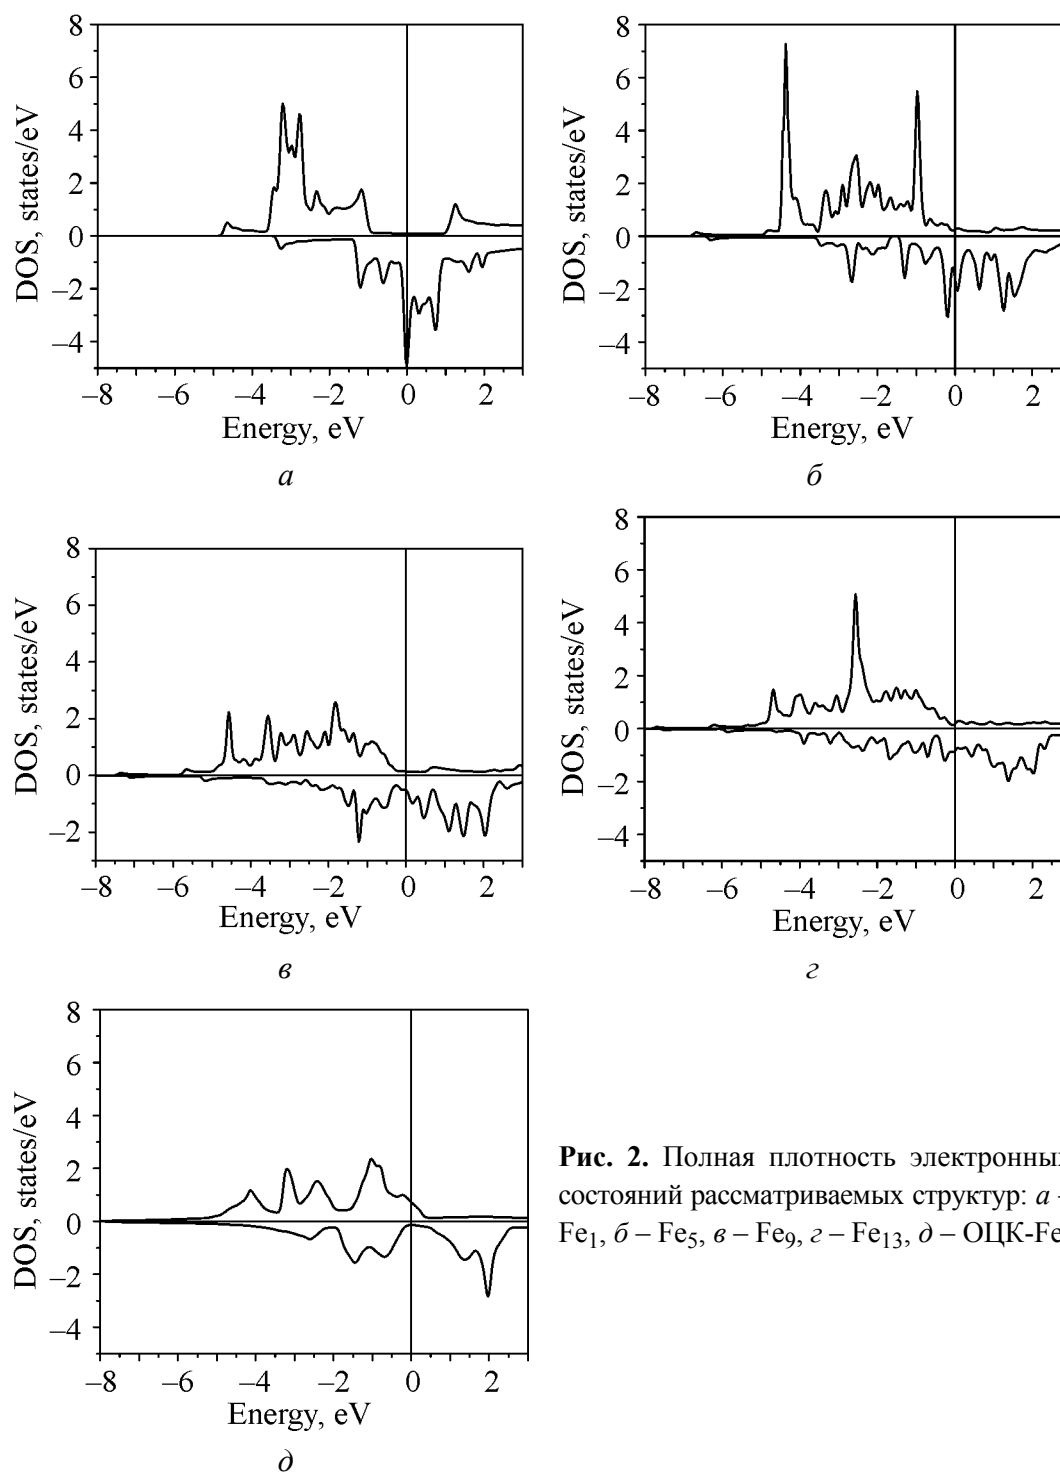 8
6
4
2
0
–2
–4
DOS, states/eV
–8 –6 –4 –2 0 2
Energy, eV
а
8
6
4
2
0
–2
–4
DOS, states/eV
–8 –6 –4 –2 0 2
Energy, eV
б
8
6
4
2
0
–2
DOS, states/eV
–8 –6 –4 –2 0 2
Energy, eV
в
8
6
4
2
0
–2
–4
DOS, states/eV
–8 –6 –4 –2 0 2
Energy, eV
г
8
6
4
2
0
–2
–4
DOS, states/eV
–8 –6 –4 –2 0 2
Energy, eV
д
Рис. 2. Полная плотность электронных
состояний рассматриваемых структур: а –
Fe1, б – Fe5, в – Fe9, г – Fe13, д – ОЦК-Fe